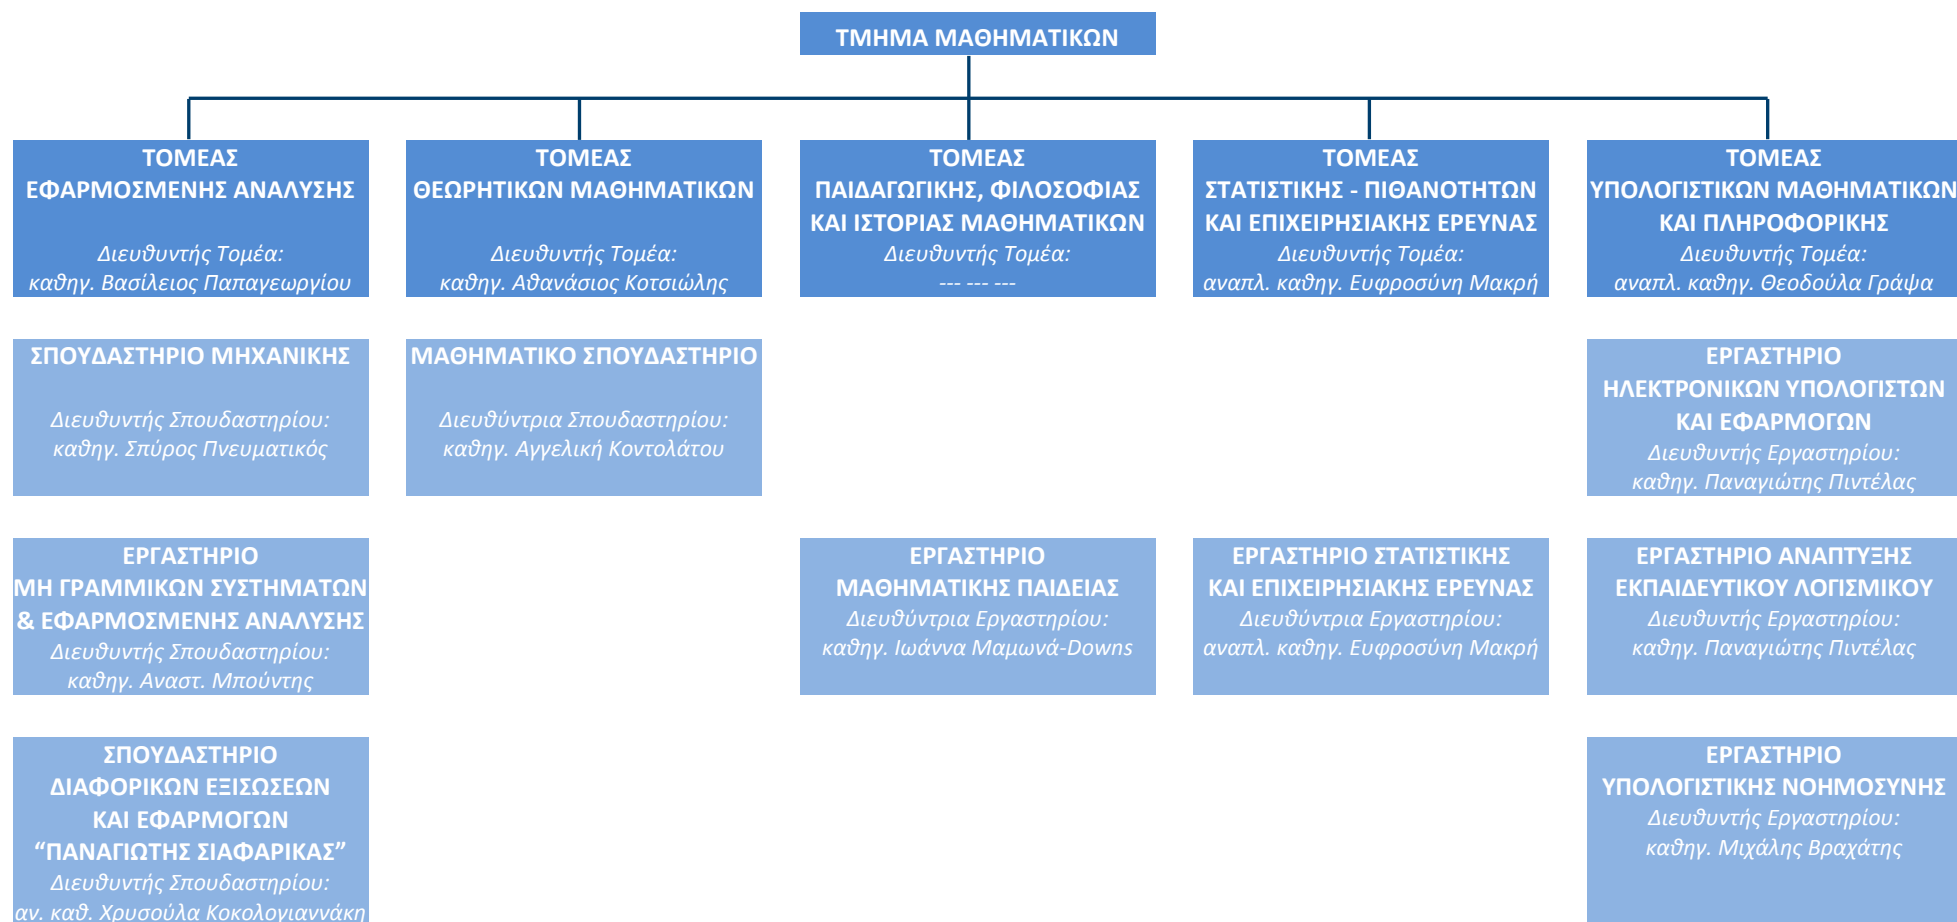 ΤΜΗΜΑ ΜΑΘΗΜΑΤΙΚΩΝ
ΤΟΜΕΑΣ
ΕΦΑΡΜΟΣΜΕΝΗΣ ΑΝΑΛΥΣΗΣ
Διευθυντής Τομέα:
καθηγ. Βασίλειος Παπαγεωργίου
ΤΟΜΕΑΣ
ΘΕΩΡΗΤΙΚΩΝ ΜΑΘΗΜΑΤΙΚΩΝ
Διευθυντής Τομέα:
καθηγ. Αθανάσιος Κοτσιώλης
ΤΟΜΕΑΣ
ΠΑΙΔΑΓΩΓΙΚΗΣ, ΦΙΛΟΣΟΦΙΑΣ
ΚΑΙ ΙΣΤΟΡΙΑΣ ΜΑΘΗΜΑΤΙΚΩΝ
Διευθυντής Τομέα:
--- --- ---
ΤΟΜΕΑΣ
ΣΤΑΤΙΣΤΙΚΗΣ - ΠΙΘΑΝΟΤΗΤΩΝ
ΚΑΙ ΕΠΙΧΕΙΡΗΣΙΑΚΗΣ ΕΡΕΥΝΑΣ
Διευθυντής Τομέα:
αναπλ. καθηγ. Ευφροσύνη Μακρή
ΤΟΜΕΑΣ
ΥΠΟΛΟΓΙΣΤΙΚΩΝ ΜΑΘΗΜΑΤΙΚΩΝ
ΚΑΙ ΠΛΗΡΟΦΟΡΙΚΗΣ
Διευθυντής Τομέα:
αναπλ. καθηγ. Θεοδούλα Γράψα
ΣΠΟΥΔΑΣΤΗΡΙΟ ΜΗΧΑΝΙΚΗΣ
Διευθυντής Σπουδαστηρίου:
καθηγ. Σπύρος Πνευματικός
ΜΑΘΗΜΑΤΙΚΟ ΣΠΟΥΔΑΣΤΗΡΙΟ
Διευθύντρια Σπουδαστηρίου:
καθηγ. Αγγελική Κοντολάτου
ΕΡΓΑΣΤΗΡΙΟ
ΗΛΕΚΤΡΟΝΙΚΩΝ ΥΠΟΛΟΓΙΣΤΩΝ
ΚΑΙ ΕΦΑΡΜΟΓΩΝ
Διευθυντής Εργαστηρίου:
καθηγ. Παναγιώτης Πιντέλας
ΕΡΓΑΣΤΗΡΙΟ
ΜΗ ΓΡΑΜΜΙΚΩΝ ΣΥΣΤΗΜΑΤΩΝ
& ΕΦΑΡΜΟΣΜΕΝΗΣ ΑΝΑΛΥΣΗΣ
Διευθυντής Σπουδαστηρίου:
καθηγ. Αναστ. Μπούντης
ΕΡΓΑΣΤΗΡΙΟ
ΜΑΘΗΜΑΤΙΚΗΣ ΠΑΙΔΕΙΑΣ
Διευθύντρια Εργαστηρίου:
καθηγ. Ιωάννα Μαμωνά-Downs
ΕΡΓΑΣΤΗΡΙΟ ΣΤΑΤΙΣΤΙΚΗΣ
ΚΑΙ ΕΠΙΧΕΙΡΗΣΙΑΚΗΣ ΕΡΕΥΝΑΣ
Διευθύντρια Εργαστηρίου:
αναπλ. καθηγ. Ευφροσύνη Μακρή
ΕΡΓΑΣΤΗΡΙΟ ΑΝΑΠΤΥΞΗΣ
ΕΚΠΑΙΔΕΥΤΙΚΟΥ ΛΟΓΙΣΜΙΚΟΥ
Διευθυντής Εργαστηρίου:
καθηγ. Παναγιώτης Πιντέλας
ΣΠΟΥΔΑΣΤΗΡΙΟ
ΔΙΑΦΟΡΙΚΩΝ ΕΞΙΣΩΣΕΩΝ
ΚΑΙ ΕΦΑΡΜΟΓΩΝ
“ΠΑΝΑΓΙΩΤΗΣ ΣΙΑΦΑΡΙΚΑΣ”
Διευθυντής Σπουδαστηρίου:
αν. καθ. Χρυσούλα Κοκολογιαννάκη
ΕΡΓΑΣΤΗΡΙΟ
ΥΠΟΛΟΓΙΣΤΙΚΗΣ ΝΟΗΜΟΣΥΝΗΣ
Διευθυντής Εργαστηρίου:
καθηγ. Μιχάλης Βραχάτης